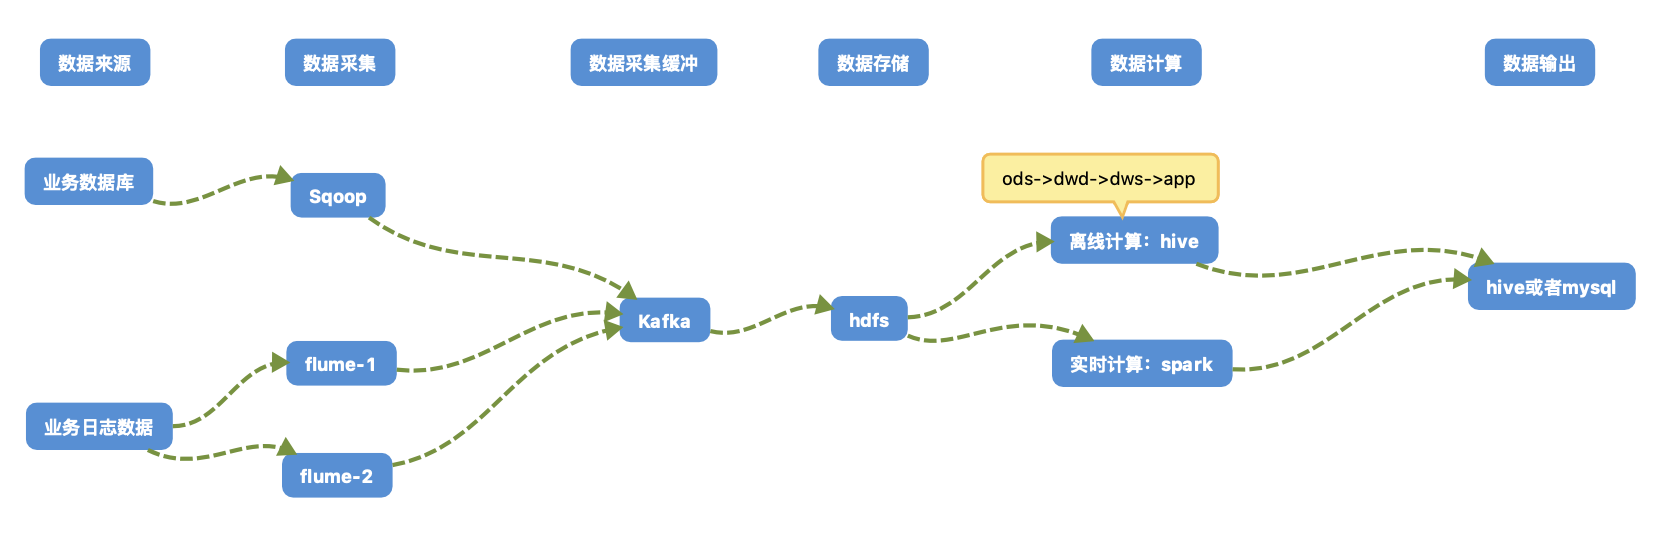 数据来源
数据采集
数据采集缓冲
数据存储
数据计算
数据输出
业务数据库
Sqoop
ods->dwd->dws->app
离线计算：hive
hive或者mysql
Kafka
hdfs
flume-1
实时计算：spark
业务日志数据
flume-2